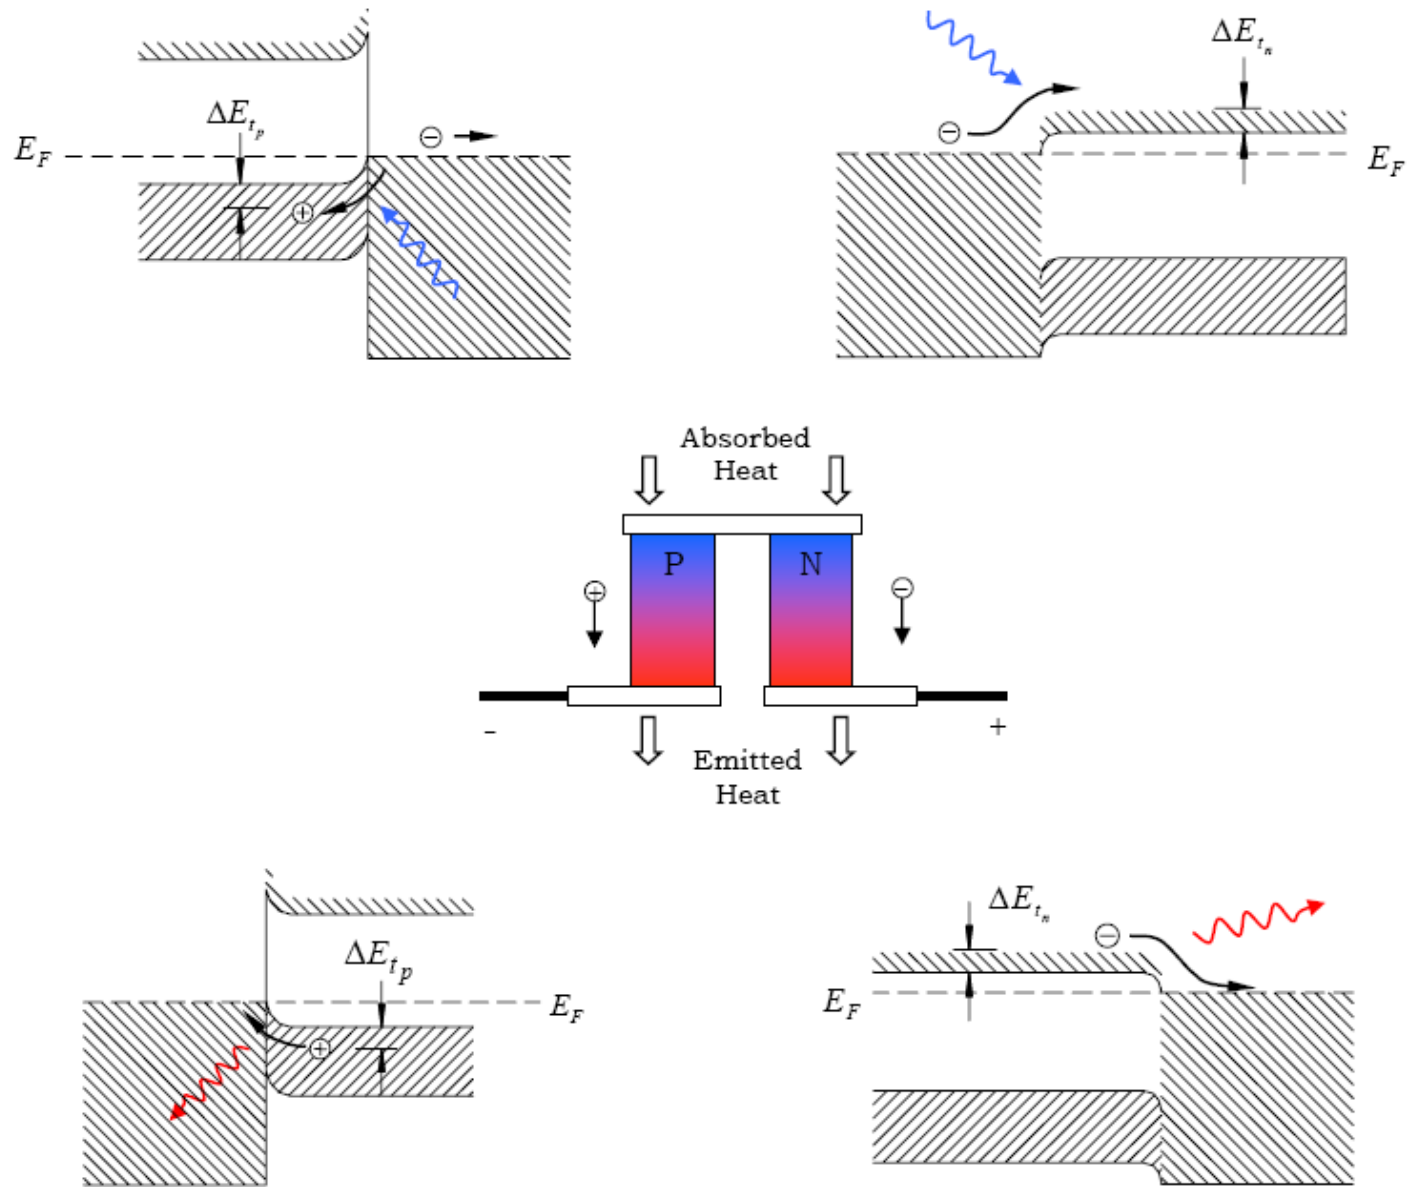 ΔE_{t_n}
ΔE_{t_p}
E_F
⊖
⊖
E_F
⊕
Absorbed
Heat
P
N
⊕
⊖
-
+
Emitted
Heat
ΔE_{t_n}
⊖
ΔE_{t_p}
E_F
E_F
⊕